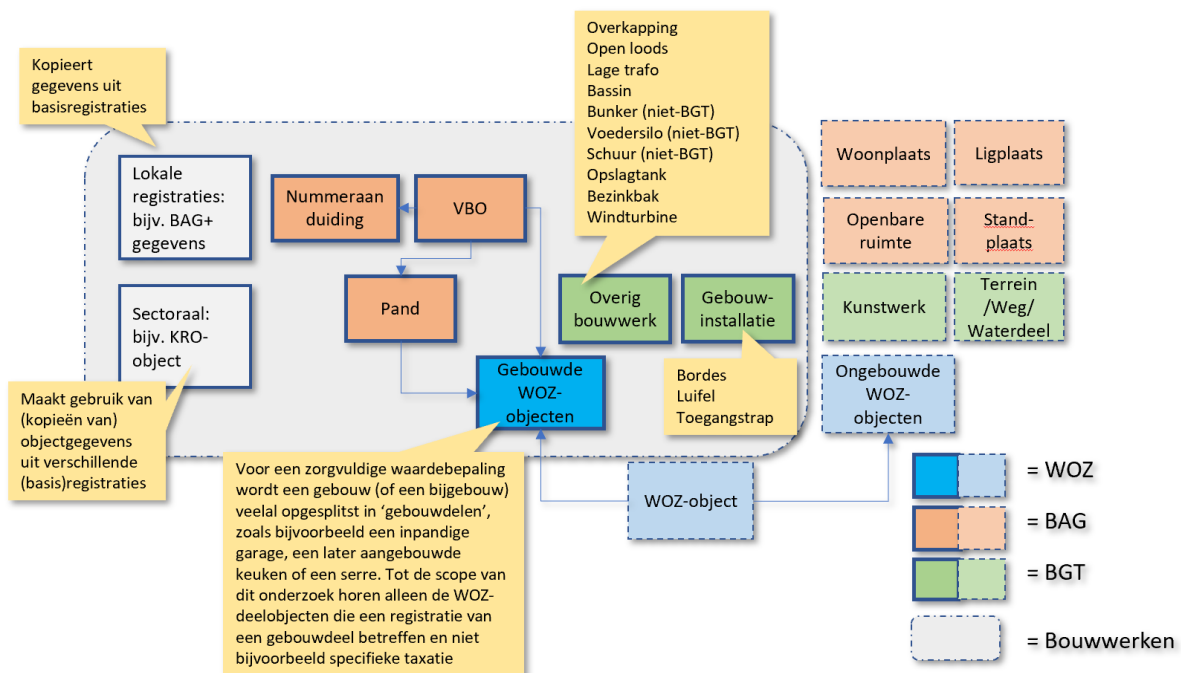 Kopieert
gegevens uit
basisregistraties
Overkapping
Open loods
Lage trafo
Bassin
Bunker (niet-BGT)
Voedersilo (niet-BGT)
Schuur (niet-BGT)
Opslagtank
Bezinkbak
Windturbine
Lokale
registraties:
bijv. BAG+
gegevens
Nummeraan
duiding
VBO
Pand
Sectoraal:
bijv. KRO-
object
Overig
bouwwerk
Gebouw-
installatie
Gebouwde
WOZ-
objecten
Bordes
Luifel
Toegangstrap
Maakt gebruik van
(kopieën van)
objectgegevens
uit verschillende
(basis)registraties
Voor een zorgvuldige waardebepaling
wordt een gebouw (of een bijgebouw)
veelal opgesplitst in ‘gebouwdelen’,
zoals bijvoorbeeld een inpandige
garage, een later aangebouwde
keuken of een serre. Tot de scope van
dit onderzoek horen alleen de WOZ-
deelobjecten die een registratie van
een gebouwdeel betreffen en niet
bijvoorbeeld specifieke taxatie
WOZ-object
Woonplaats
Ligplaats
Openbare
ruimte
Stand-
plaats
Kunstwerk
Terrein
/Weg/
Waterdeel
Ongebouwde
WOZ-
objecten
= WOZ
= BAG
= BGT
= Bouwwerken